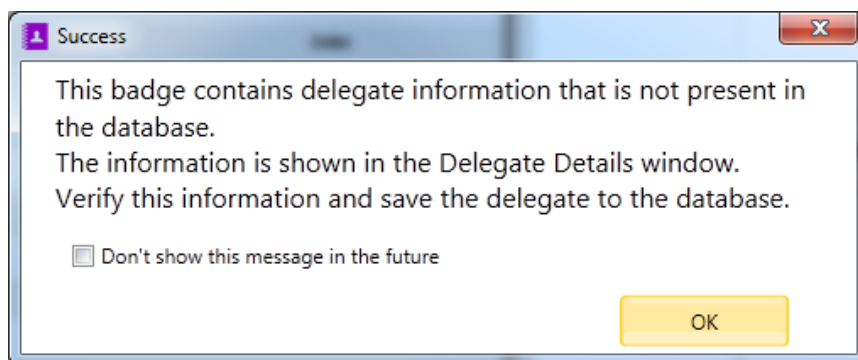 Success
This badge contains delegate information that is not present in
the database.
The information is shown in the Delegate Details window.
Verify this information and save the delegate to the database.
Don't show this message in the future
OK